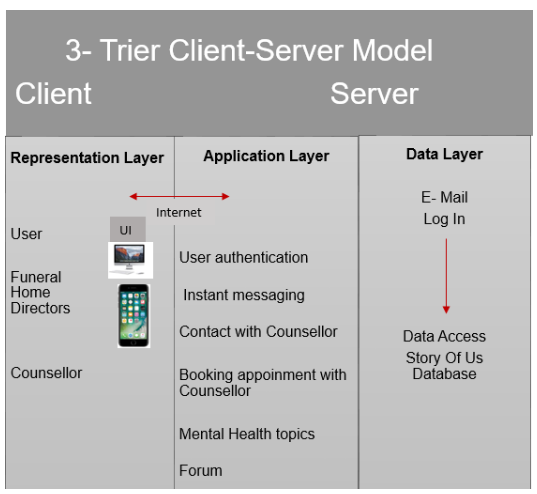 3- Trier Client-Server Model
Client
Server
Representation Layer
Application Layer
Data Layer
Internet
User
UI
Funeral
Home
Directors
Counsellor
User authentication
Instant messaging
Contact with Counsellor
Booking appoinment with
Counsellor
Mental Health topics
Forum
E- Mail
Log In
Data Access
Story Of Us
Database